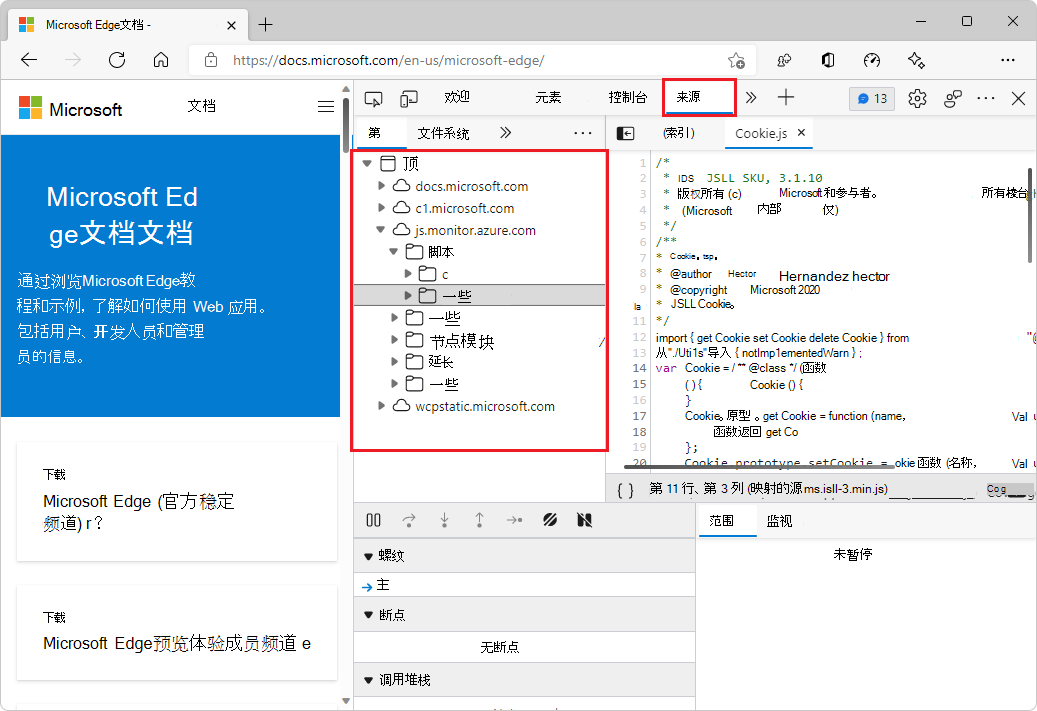 Microsoft Edge文档 -
https://docs.microsoft.com/en-us/microsoft-edge/
Microsoft
文档
Microsoft Ed
ge文档文档
通过浏览Microsoft Edge教
程和示例, 了解如何使用 Web 应用。
包括用户、开发人员和管理
员的信息。
下载
Microsoft Edge (官方稳定
频道) r?
下载
Microsoft Edge预览体验成员频道 e
欢迎
元素
控制台
来源
13
第
文件系统
顶
docs.microsoft.com
c1.microsoft.com
js.monitor.azure.com
脚本
c
一些
一些
节点模块
/
延长
一些
wcpstatic.microsoft.com
(索引)
Cookie.js
1 /*
2 * IDS JSLL SKU, 3.1.10
3 * 版权所有 (c) Microsoft和参与者。 所有
4 * (Microsoft 内部 仅)
5 */
6 /**
7 * Cookie。tsp。
8 * @author Hector Hernandez hector
9 * @copyright Microsoft 2020
la * JSLL Cookie。
11 */
12 import { get Cookie set Cookie delete Cookie } from "@
13 从"./Uti1s"导入 { notImp1ementedWarn } ;
14 var Cookie = / ** @class */ (函数
15 () { Cookie () {
16 }
17 Cookie。原型 。get Cookie = function (name, Val u
18 函数返回 get Co
19 };
20 Cookie prototype setCookie = okie 函数 (名称, Val u
{ } 第 11 行、第 3 列 (映射的源ms.jsll-3.min.js)
螺纹
主
断点
无断点
调用堆栈
范围
监视
未暂停